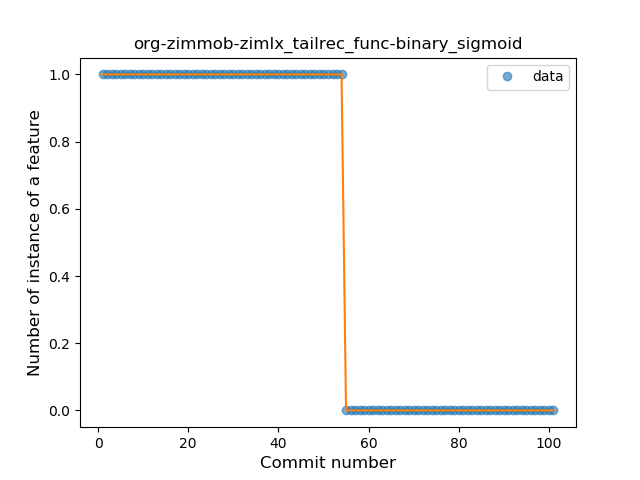 org-zimmob-zimlx_tailrec_func-binary_sigmoid
data
Number of instance of a feature
1.0
0.8
0.6
0.4
0.2
0.0
0 20 40 60 80 100
Commit number